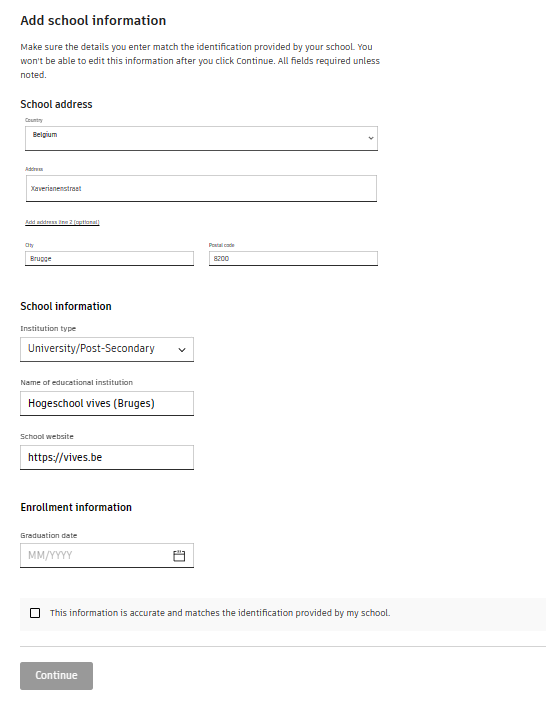 Add school information
Make sure the details you enter match the identification provided by your school. You
won't be able to edit this information after you click Continue. All fields required unless
noted.
School address
Country
Belgium
Address
Xaverianenstraat
Add address line 2 (optional)
City
Postal code
Brugge
8200
School information
Institution type
University/Post-Secondary
Name of educational institution
Hogeschool vives (Bruges)
School website
https://vives.be
Enrollment information
Graduation date
MM/YYYY
This information is accurate and matches the identification provided by my school.
Continue